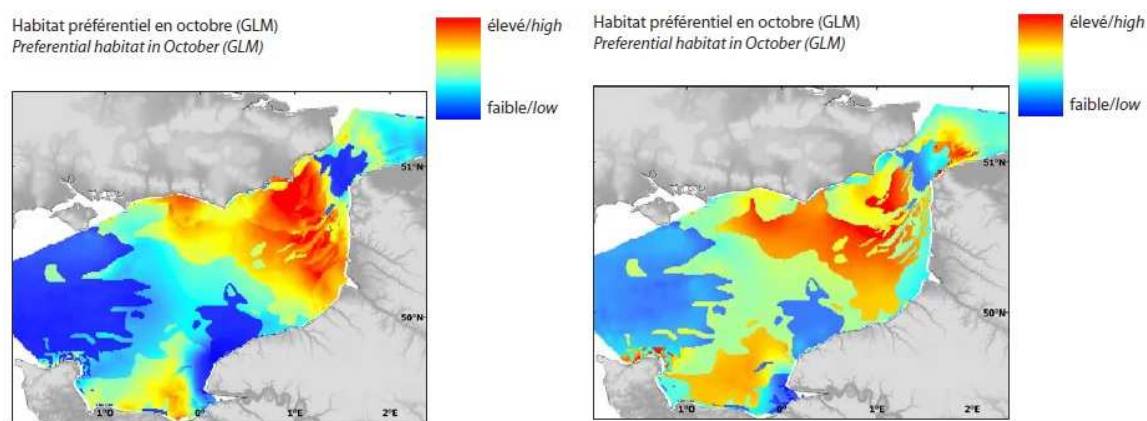 Habitat préférentiel en octobre (GLM)
Preferential habitat in October (GLM)
élevé/high
faible/low
51°N
50°N
1°O
0°
1°E
2°E
Habitat préférentiel en octobre (GLM)
Preferential habitat in October (GLM)
élevé/high
faible/low
51°N
50°N
1°O
0°
1°E
2°E